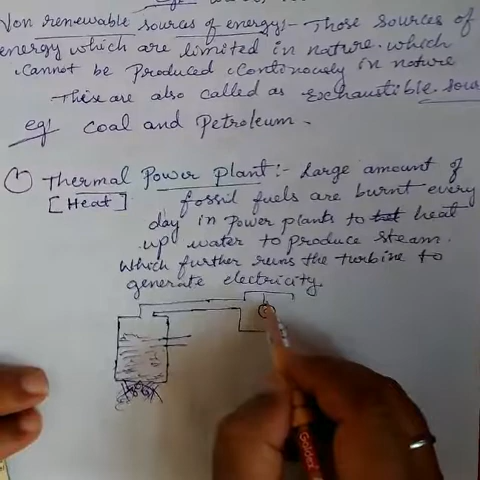 Non renewable sources of energy:- Those sources of
energy which are limited in nature. which
cannot be produced continously in nature
These are also called as Exhaustible sour
eg: Coal and Petroleum.
① Thermal Power plant:- Large amount of
[Heat] fossil fuels are burnt every
day in power plants to heat
up water to produce steam.
which further runs the turbine to
generate electricity.